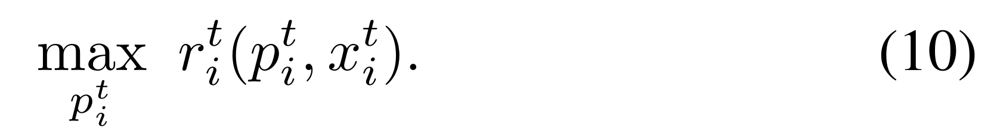 \max_{p_i^t} r_i^t(p_i^t, x_i^t). (10)